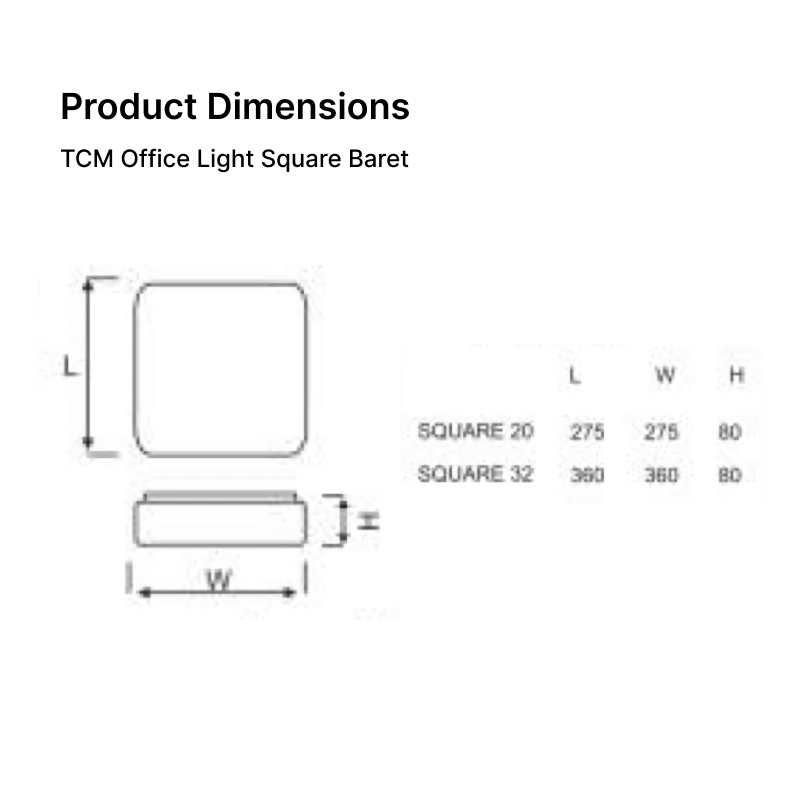 Product Dimensions
TCM Office Light Square Baret
L
H
W
L W H
SQUARE 20 275 275 80
SQUARE 32 360 360 80